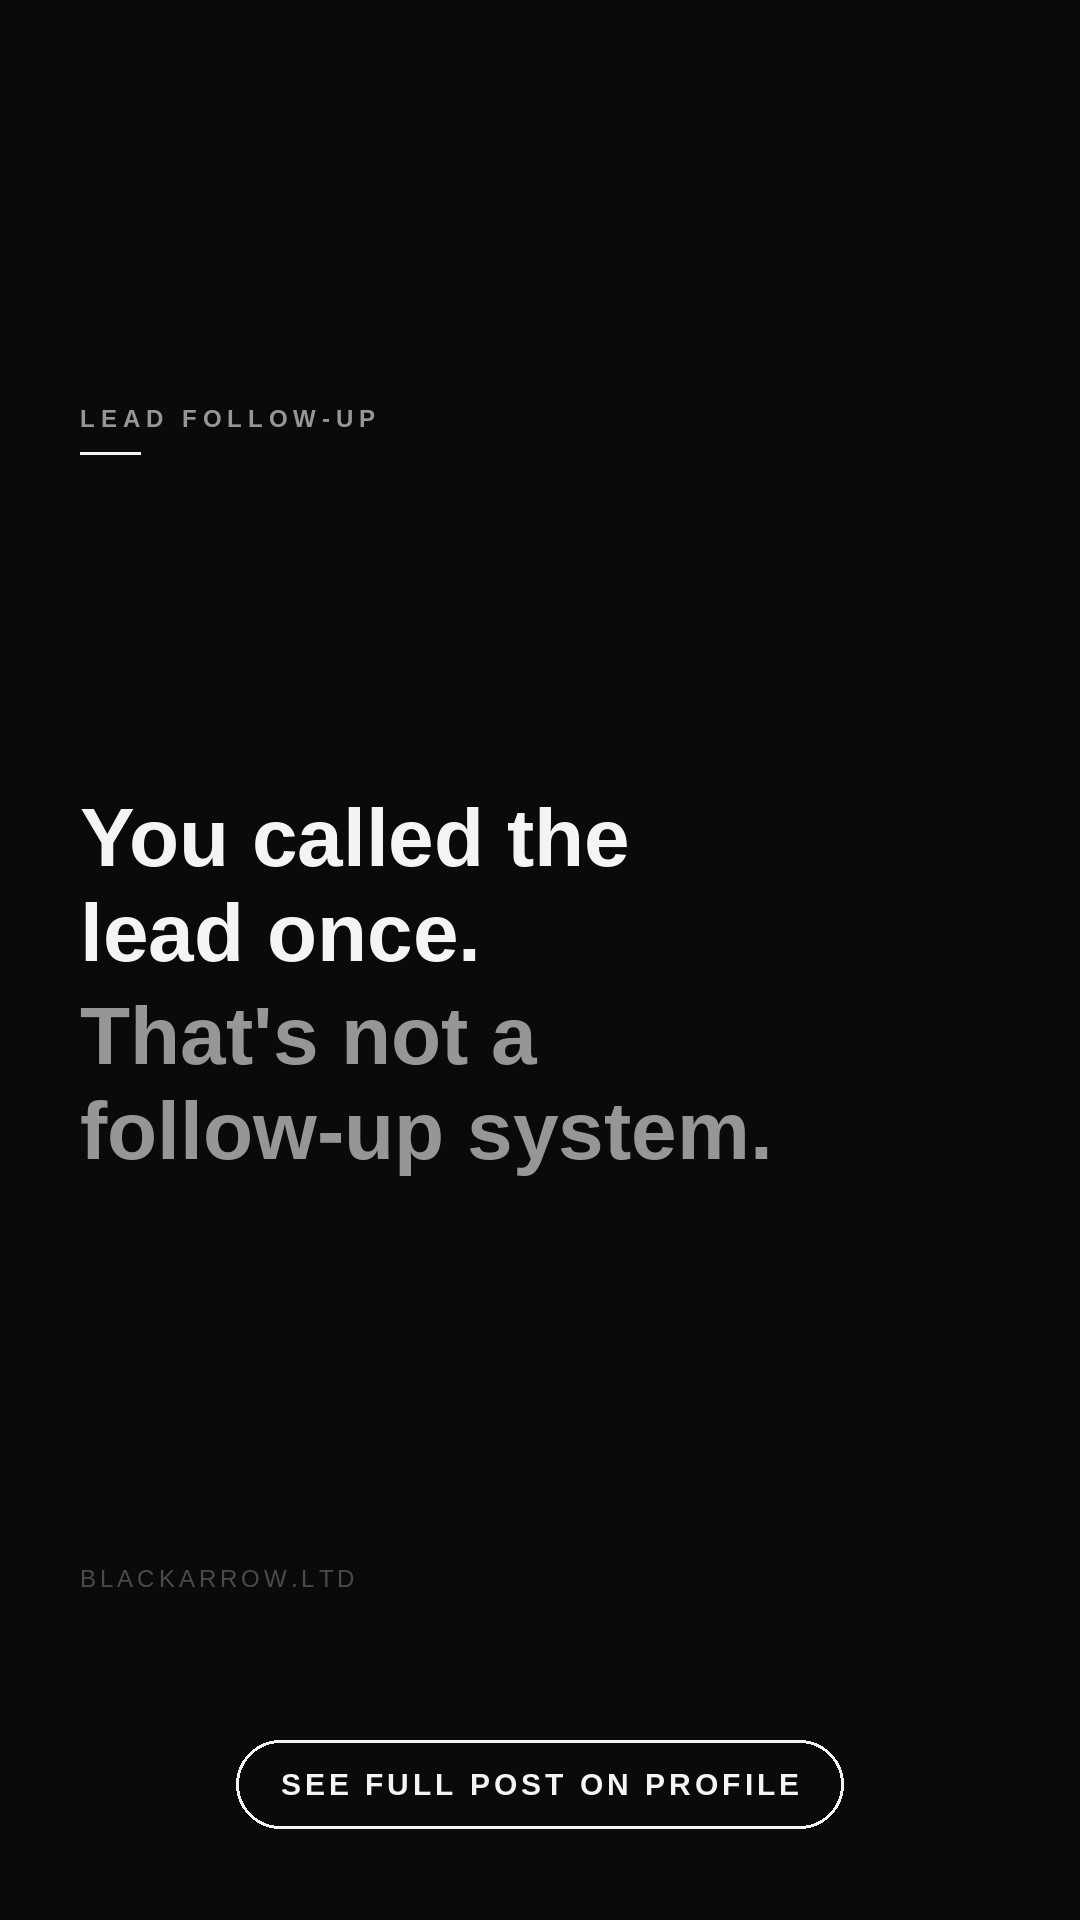 LEAD FOLLOW-UP
You called the
lead once.
That's not a
follow-up system.
BLACKARROW.LTD
SEE FULL POST ON PROFILE